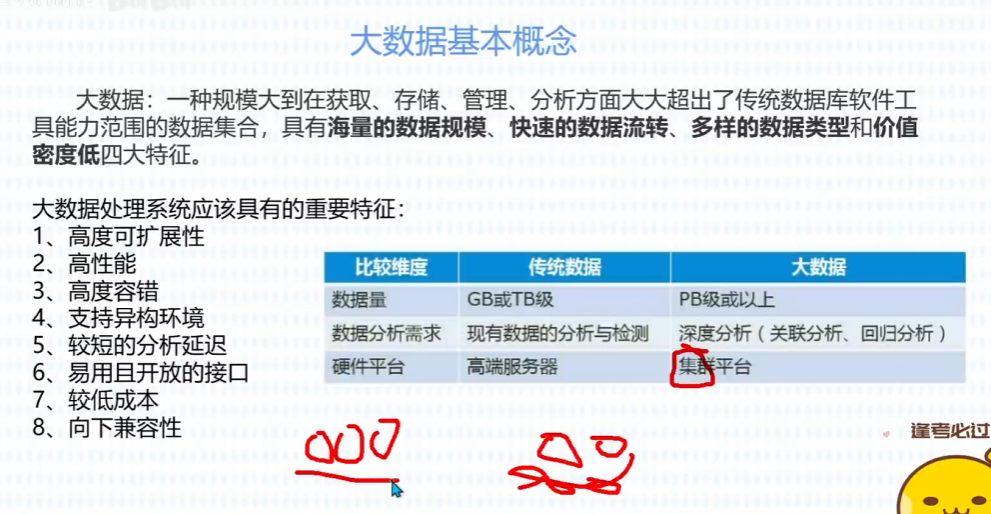 大数据基本概念
大数据：一种规模大到在获取、存储、管理、分析方面大大超出了传统数据库软件工
具能力范围的数据集合，具有海量的数据规模、快速的数据流转、多样的数据类型和价值
密度低四大特征。
大数据处理系统应该具有的重要特征：
1、高度可扩展性
2、高性能
3、高度容错
4、支持异构环境
5、较短的分析延迟
6、易用且开放的接口
7、较低成本
8、向下兼容性
比较维度 传统数据 大数据
数据量 GB或TB级 PB级或以上
数据分析需求 现有数据的分析与检测 深度分析（关联分析、回归分析）
硬件平台 高端服务器 集群平台
逢考必过